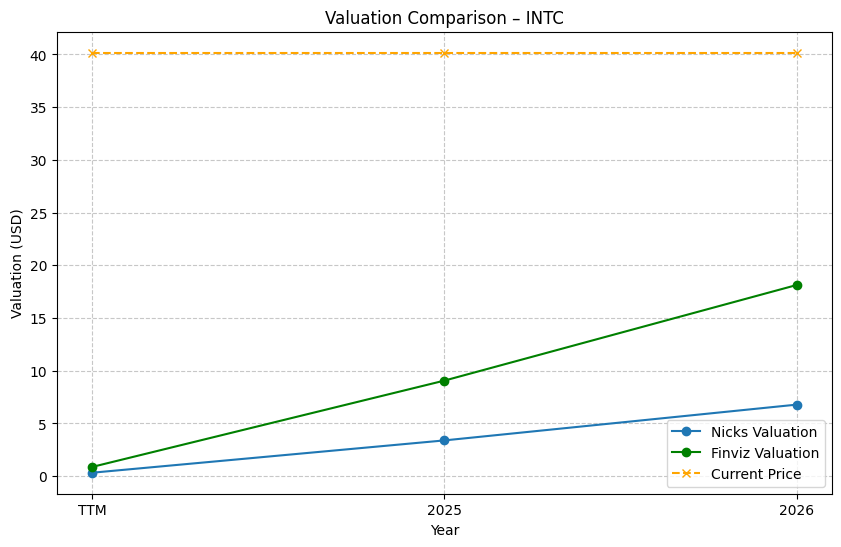 Valuation Comparison – INTC
Valuation (USD)
40
35
30
25
20
15
10
5
0
TTM
2025
2026
Year
Nicks Valuation
Finviz Valuation
Current Price